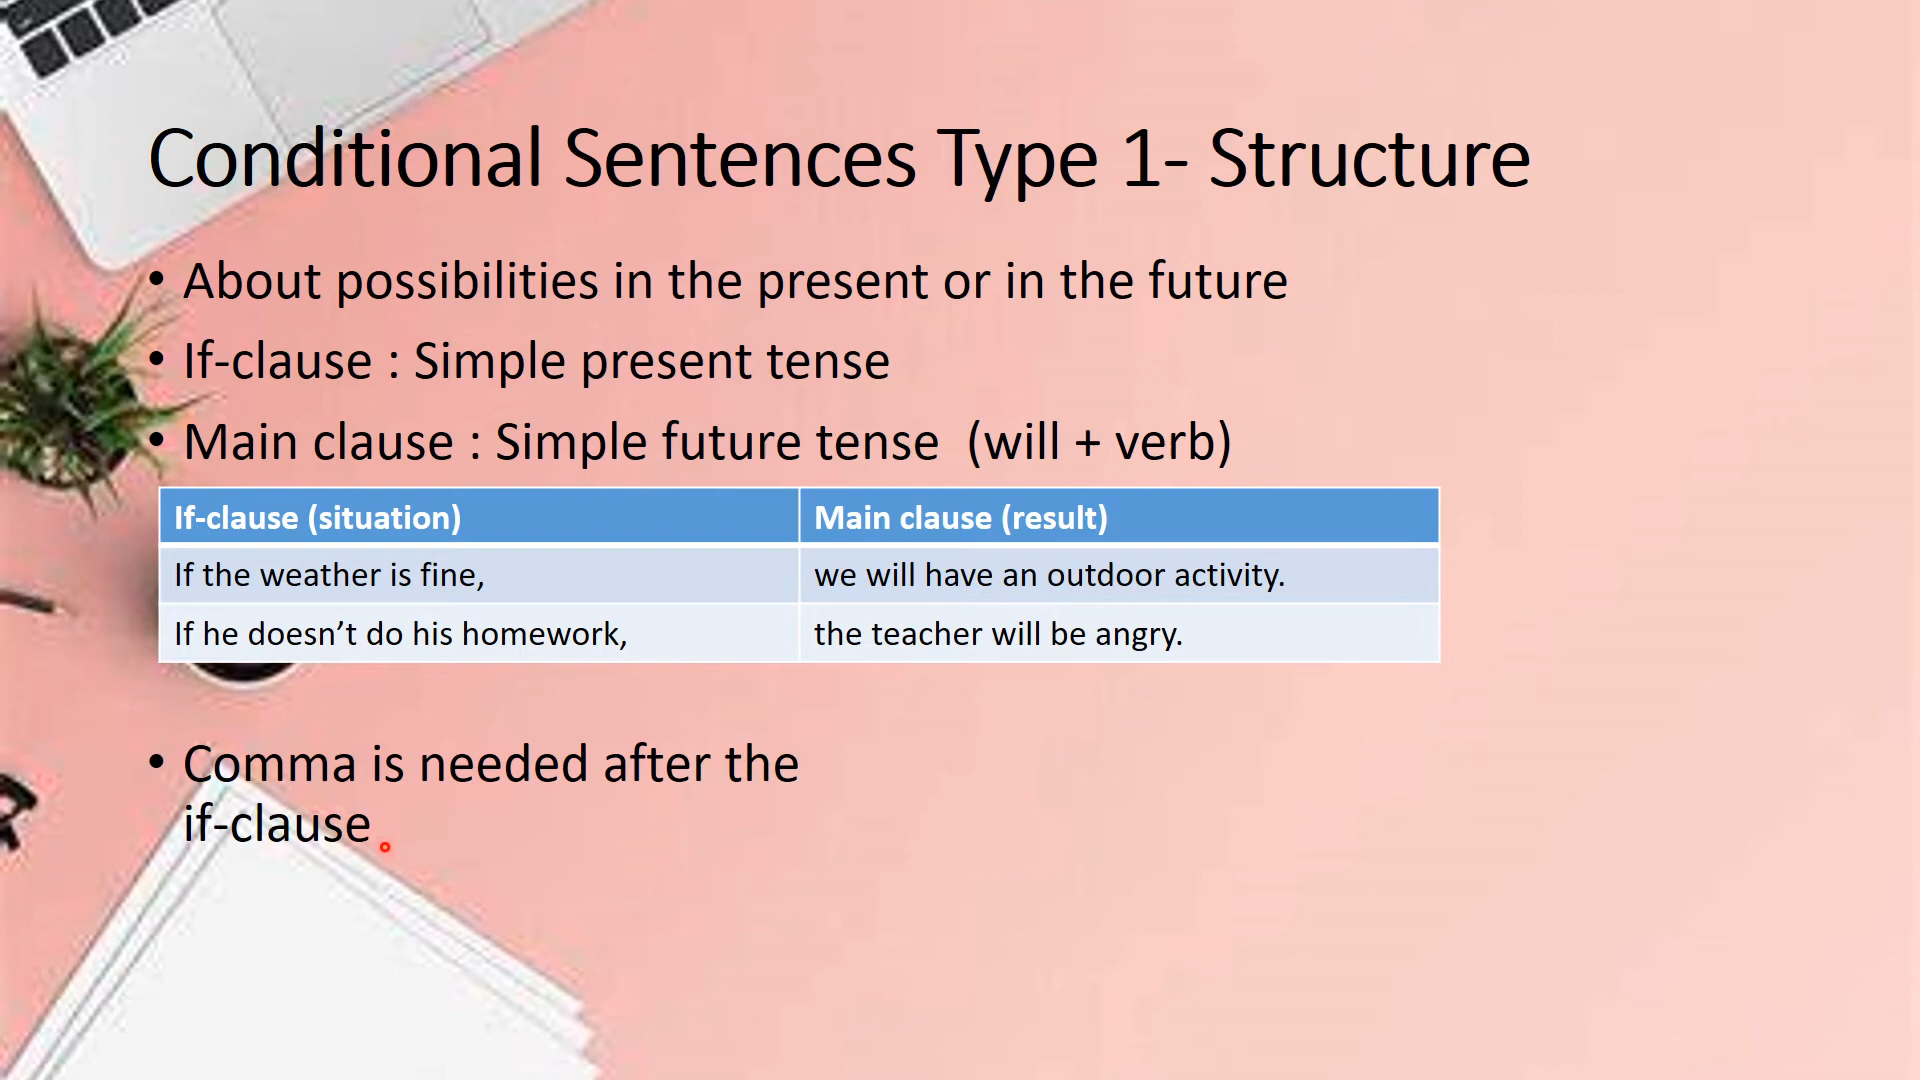 Conditional Sentences Type 1- Structure
• About possibilities in the present or in the future
• If-clause : Simple present tense
• Main clause : Simple future tense (will + verb)
If-clause (situation) Main clause (result)
If the weather is fine, we will have an outdoor activity.
If he doesn’t do his homework, the teacher will be angry.
• Comma is needed after the
if-clause